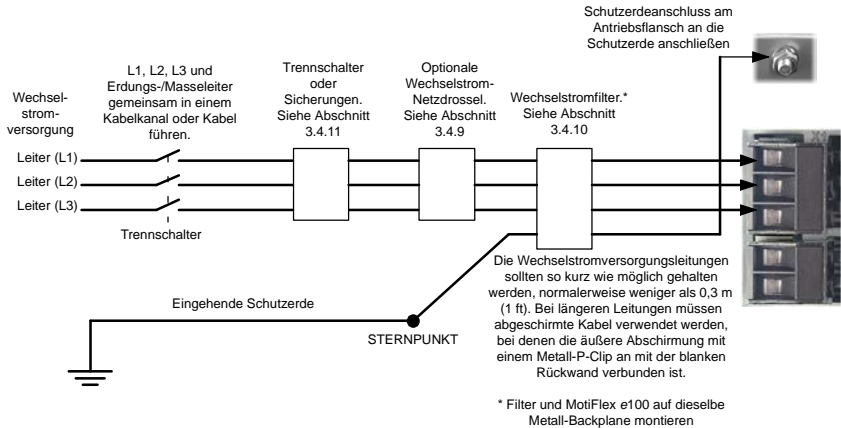 Schutzerdeanschluss am
Antriebsflansch an die
Schutzerde anschließen
L1, L2, L3 und
Erdungs-/Masseleiter
gemeinsam in einem
Kabelkanal oder Kabel
führen.
Trennschalter
oder
Sicherungen.
Siehe Abschnitt
3.4.11
Optionale
Wechselstrom-
Netzdrossel.
Siehe Abschnitt
3.4.9
Wechselstromfilter.*
Siehe Abschnitt
3.4.10
Wechsel-
strom-
versorgung
Leiter (L1)
Leiter (L2)
Leiter (L3)
Trennschalter
Eingehende Schutzerde
STERNPUNKT
Die Wechselstromversorgungsleitungen
sollten so kurz wie möglich gehalten
werden, normalerweise weniger als 0,3 m
(1 ft). Bei längeren Leitungen müssen
abgeschirmte Kabel verwendet werden,
bei denen die äußere Abschirmung mit
einem Metall-P-Clip an mit der blanken
Rückwand verbunden ist.
* Filter und MotiFlex e100 auf dieselbe
Metall-Backplane montieren